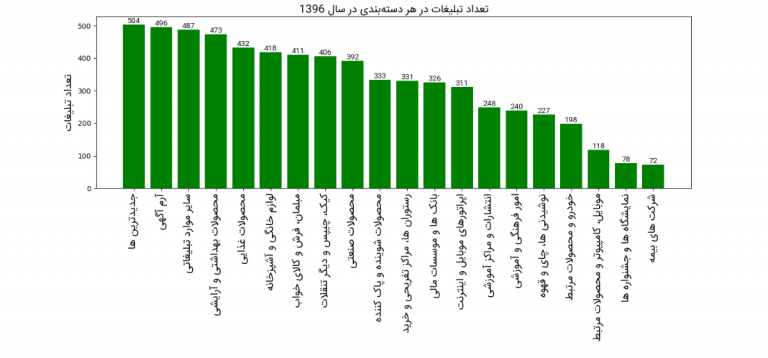 تعداد تبلیغات در هر دسته‌بندی در سال 1396
تعداد تبلیغات
500
400
300
200
100
0
504
496
487
473
432
418
411
406
392
333
331
326
311
248
240
227
198
118
78
72
جدیدترین ها
آرم آگهی
سایر موارد تبلیغاتی
محصولات بهداشتی و آرایشی
محصولات غذایی
لوازم خانگی و آشپزخانه
مبلمان، فرش و کالای خواب
کیک، چیپس و دیگر تنقلات
محصولات صنعتی
محصولات شوینده و پاک کننده
رستوران ها، مراکز تفریحی و خرید
بانک ها و موسسات مالی
اپراتورهای موبایل و اینترنت
انتشارات و مراکز آموزشی
امور فرهنگی و آموزشی
نوشیدنی ها، چای و قهوه
خودرو و محصولات مرتبط
موبایل، کامپیوتر و محصولات مرتبط
نمایشگاه ها و جشنواره ها
شرکت های بیمه